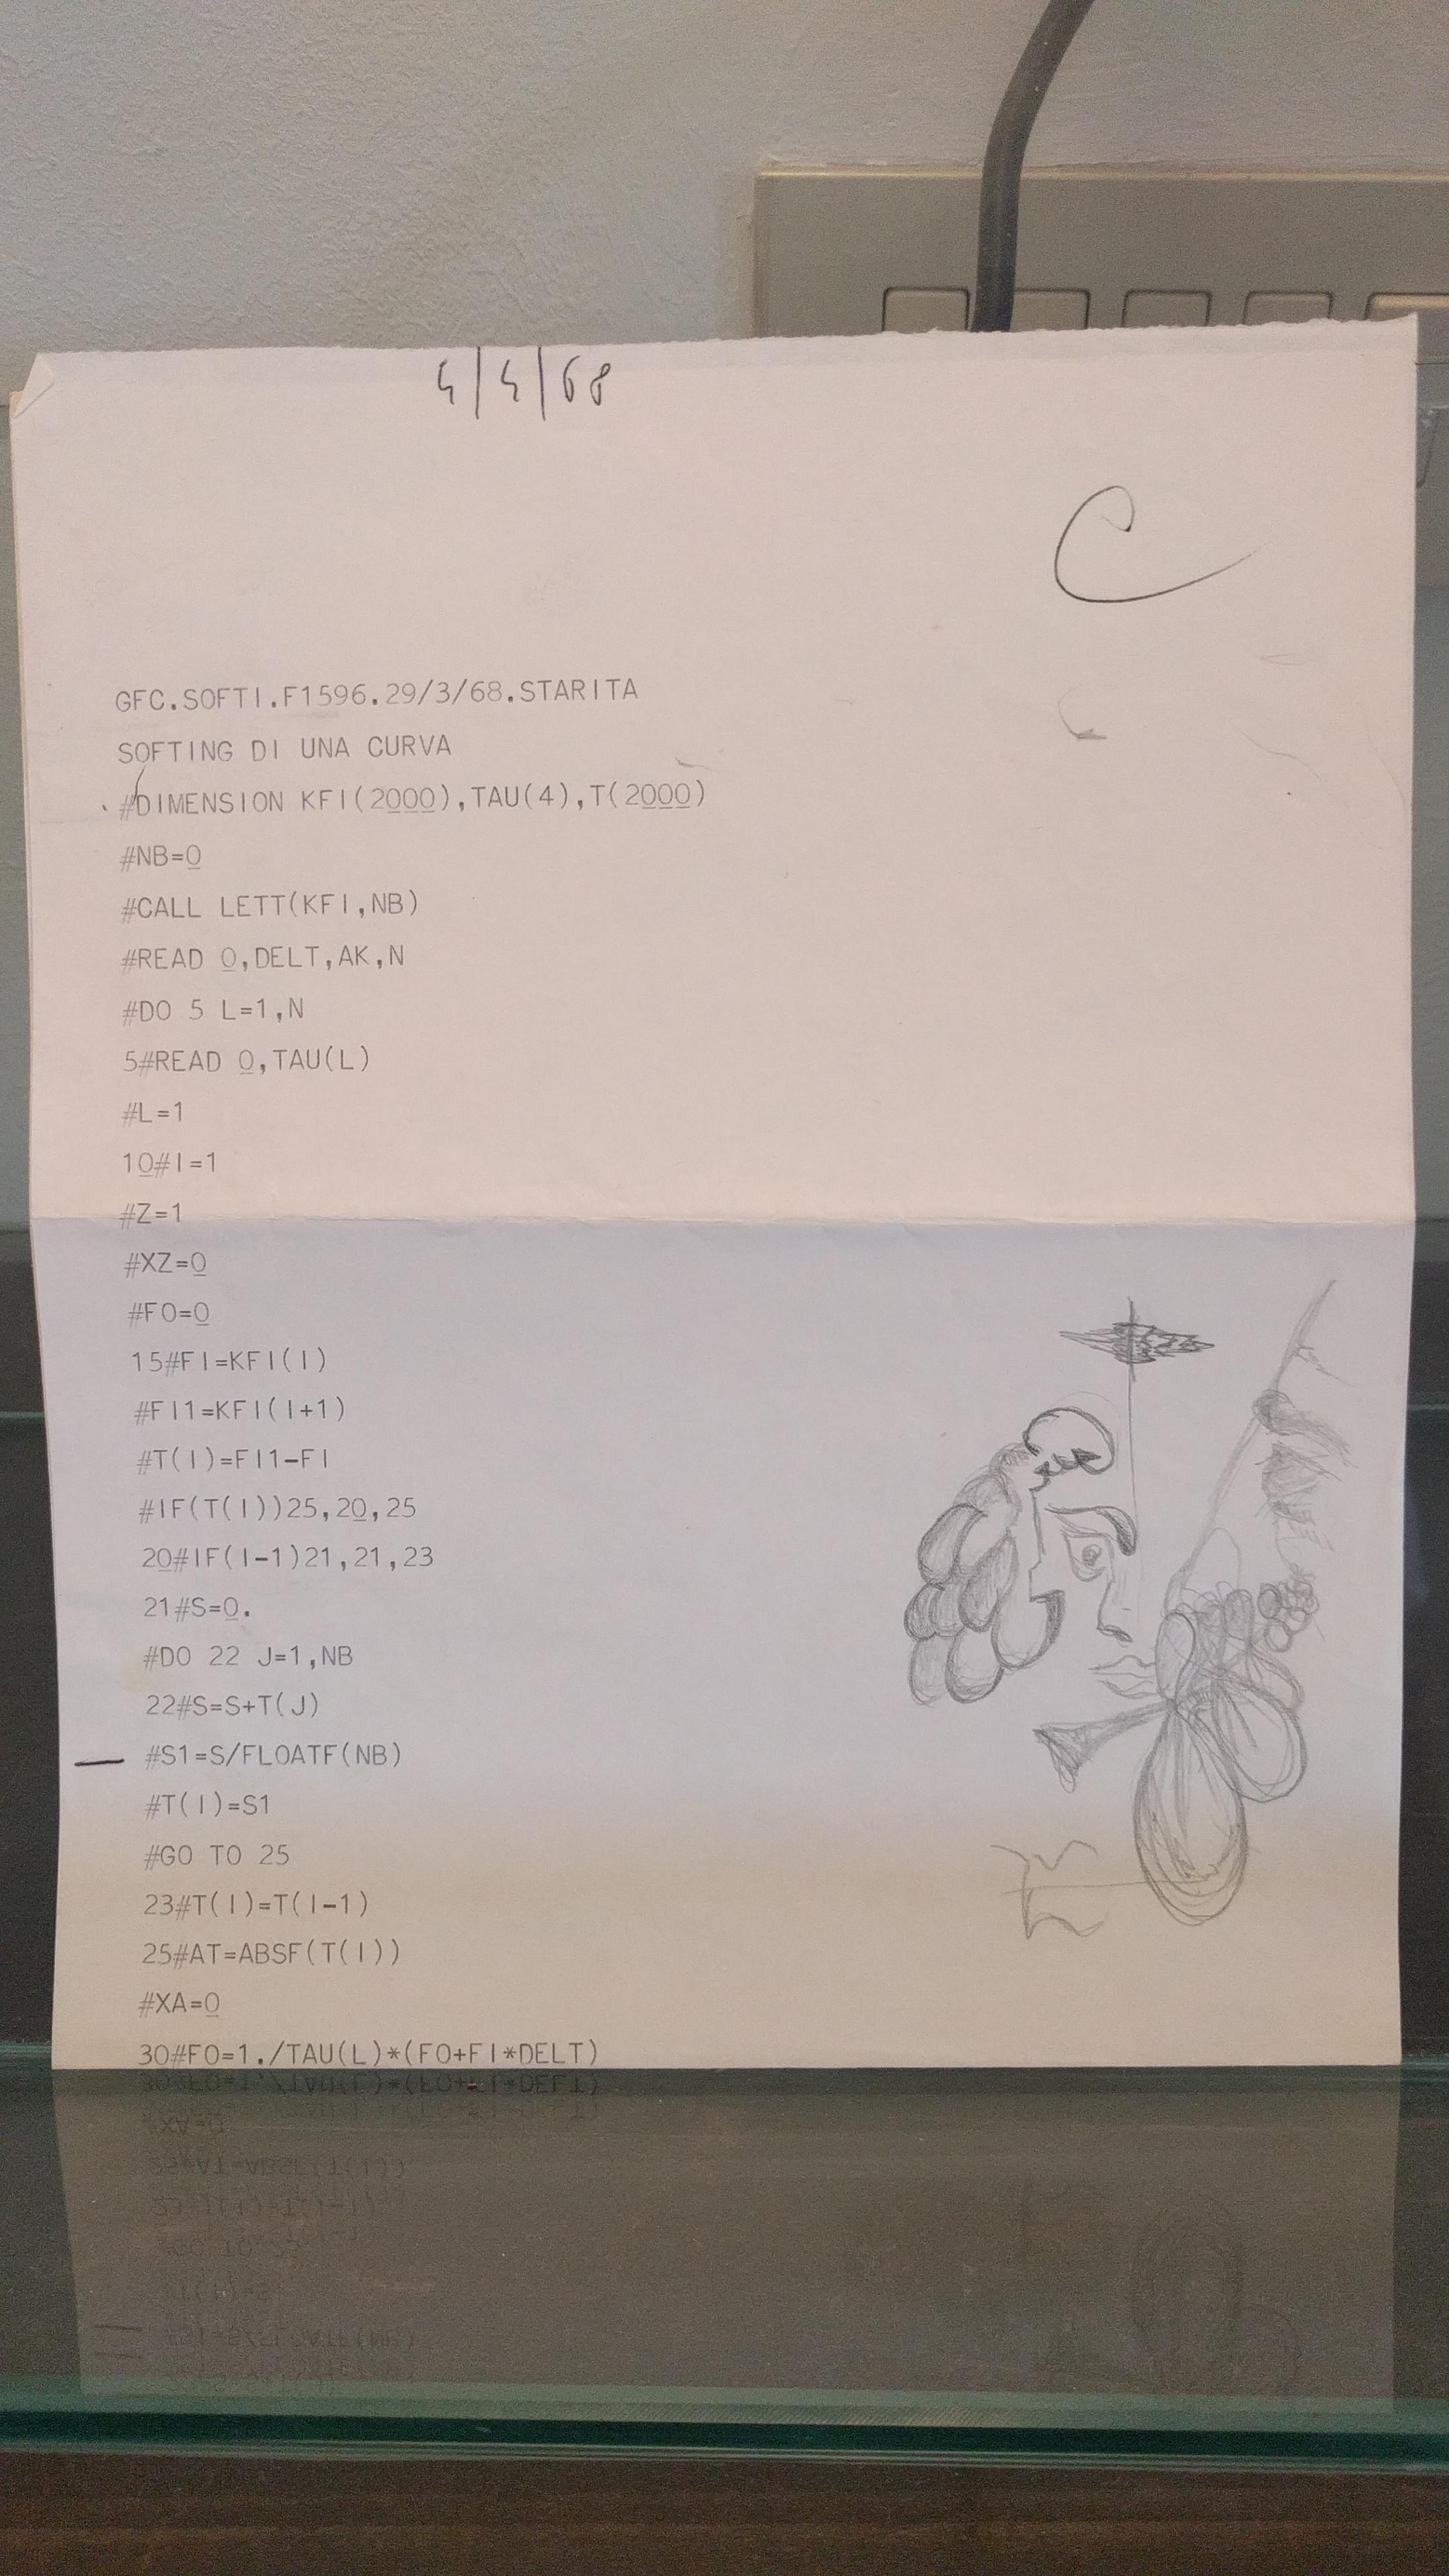 4/4/68
C
GFC.SOFTI.F1596.29/3/68.STARITA
SOFTING DI UNA CURVA
#DIMENSION KFI(2000),TAU(4),T(2000)
#NB=0
#CALL LETT(KFI,NB)
#READ 0,DELT,AK,N
#DO 5 L=1,N
5#READ 0,TAU(L)
#L=1
10#I=1
#Z=1
#XZ=0
#FO=0
15#FI=KFI(I)
#FI1=KFI(I+1)
#T(I)=FI1-FI
#IF(T(I))25,20,25
20#IF(I-1)21,21,23
21#S=0.
#DO 22 J=1,NB
22#S=S+T(J)
#S1=S/FLOATF(NB)
#T(I)=S1
#GO TO 25
23#T(I)=T(I-1)
25#AT=ABSF(T(I))
#XA=0
30#FO=1./TAU(L)*(FO+FI*DELT)